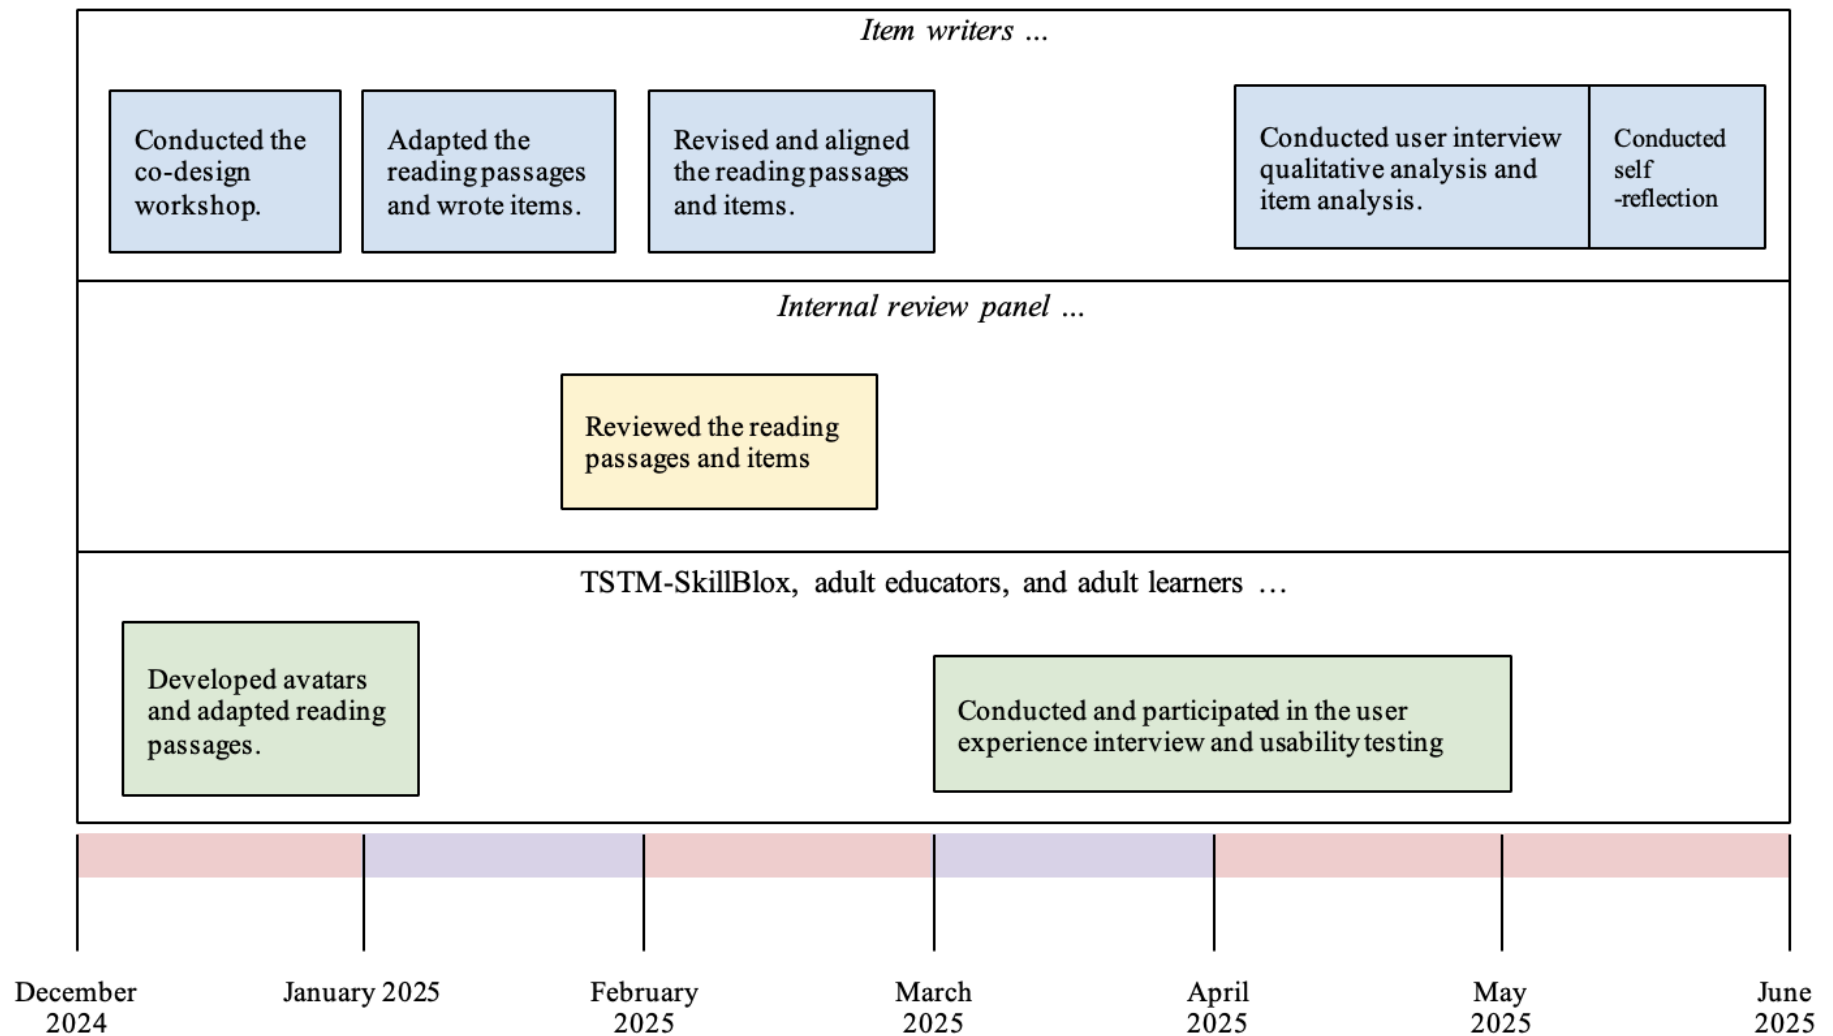 Item writers ...
Conducted the
co-design
workshop.
Adapted the
reading passages
and wrote items.
Revised and aligned
the reading passages
and items.
Conducted user interview
qualitative analysis and
item analysis.
Conducted
self
-reflection
Internal review panel ...
Reviewed the reading
passages and items
TSTM-SkillBlox, adult educators, and adult learners ...
Developed avatars
and adapted reading
passages.
Conducted and participated in the user
experience interview and usability testing
December
2024
January 2025
February
2025
March
2025
April
2025
May
2025
June
2025